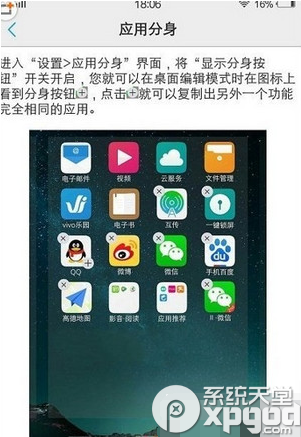 18:06
16%
应用分身
进入“设置>应用分身”界面，将“显示分身按
钮”开关开启，您就可以在桌面编辑模式时在图标上
看到分身按钮，点击就可以复制出另外一个功能
完全相同的应用。
电子邮件 视频 云服务 文件管理
vivo乐园 电子书 互传 一键锁屏
QQ 微博 微信 手机百度
高德地图 影音·阅读 应用推荐 II·微信
系统天堂
xpgod
.com